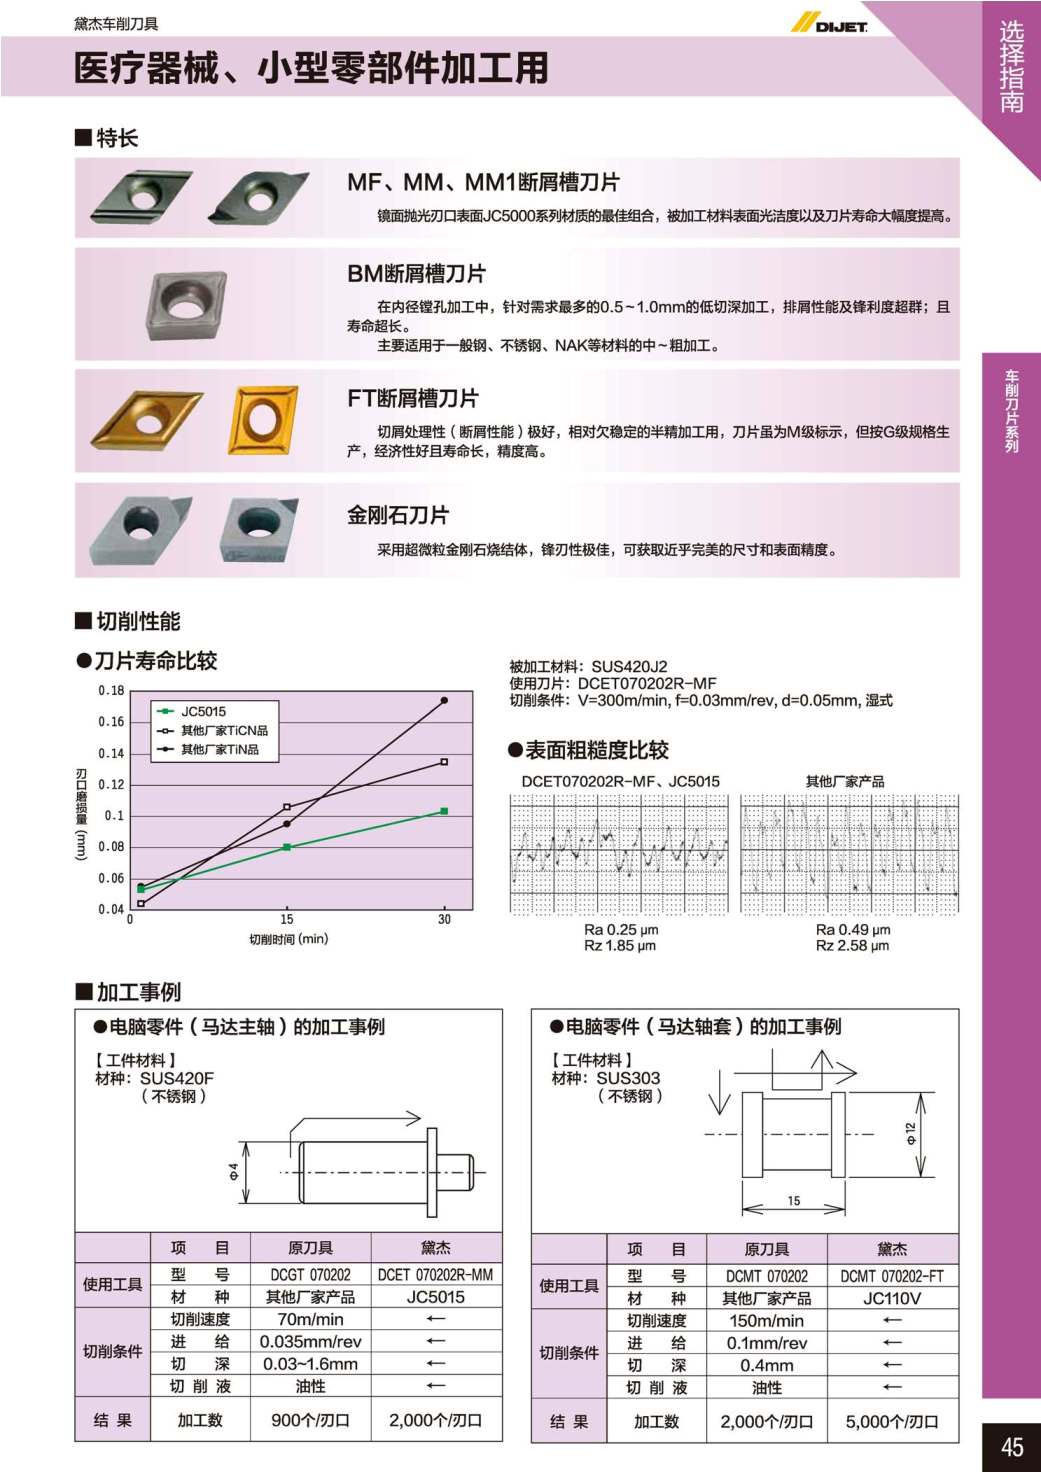 黛杰车削刀具
DIJET.
医疗器械、小型零部件加工用
选择指南
■特长
MF、MM、MM1断屑槽刀片
镜面抛光刃口表面JC5000系列材质的最佳组合，被加工材料表面光洁度以及刀片寿命大幅度提高。
BM断屑槽刀片
在内径镗孔加工中，针对需求最多的0.5～1.0mm的低切深加工，排屑性能及锋利度超群；且
寿命超长。
主要适用于一般钢、不锈钢、NAK等材料的中～粗加工。
FT断屑槽刀片
切屑处理性（断屑性能）极好，相对欠稳定的半精加工用，刀片虽为M级标示，但按G级规格生
产，经济性好且寿命长，精度高。
金刚石刀片
采用超微粒金刚石烧结体，锋刃性极佳，可获取近乎完美的尺寸和表面精度。
车削刀片系列
■切削性能
●刀片寿命比较
0.18
0.16
0.14
0.12
0.1
0.08
0.06
0.04
刃口磨损量 (mm)
JC5015
其他厂家TiCN品
其他厂家TiN品
0
15
30
切削时间 (min)
被加工材料：SUS420J2
使用刀片：DCET070202R-MF
切削条件：V=300m/min, f=0.03mm/rev, d=0.05mm, 湿式
●表面粗糙度比较
DCET070202R-MF、JC5015
其他厂家产品
Ra 0.25 μm
Rz 1.85 μm
Ra 0.49 μm
Rz 2.58 μm
■加工事例
●电脑零件（马达主轴）的加工事例
【工件材料】
材种：SUS420F
（不锈钢）
Φ4
项 目 原刀具 黛杰
使用工具
型 号 DCGT 070202 DCET 070202R-MM
材 种 其他厂家产品 JC5015
切削条件
切削速度 70m/min ←
进 给 0.035mm/rev ←
切 深 0.03~1.6mm ←
切 削 液 油性 ←
结 果 加工数 900个/刃口 2,000个/刃口
●电脑零件（马达轴套）的加工事例
【工件材料】
材种：SUS303
（不锈钢）
Φ12
15
项 目 原刀具 黛杰
使用工具
型 号 DCMT 070202 DCMT 070202-FT
材 种 其他厂家产品 JC110V
切削条件
切削速度 150m/min ←
进 给 0.1mm/rev ←
切 深 0.4mm ←
切 削 液 油性 ←
结 果 加工数 2,000个/刃口 5,000个/刃口
45